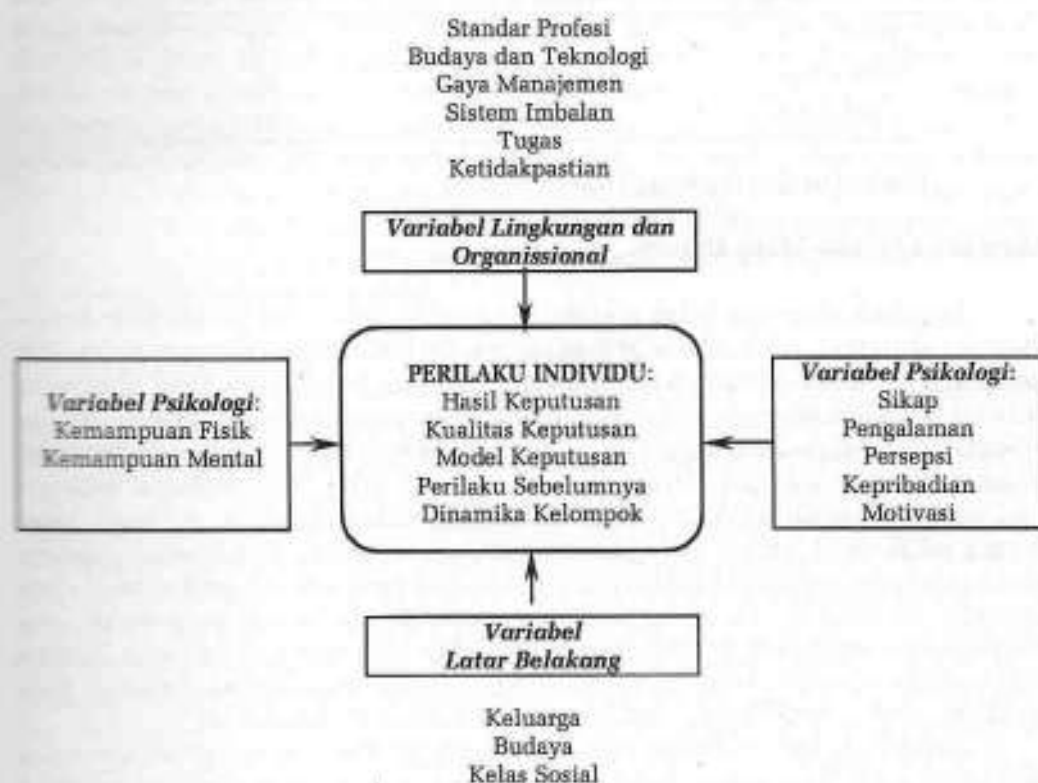 Standar Profesi
Budaya dan Teknologi
Gaya Manajemen
Sistem Imbalan
Tugas
Ketidakpastian
Variabel Lingkungan dan
Organissional
Variabel Psikologi:
Kemampuan Fisik
Kemampuan Mental
PERILAKU INDIVIDU:
Hasil Keputusan
Kualitas Keputusan
Model Keputusan
Perilaku Sebelumnya
Dinamika Kelompok
Variabel Psikologi:
Sikap
Pengalaman
Persepsi
Kepribadian
Motivasi
Variabel
Latar Belakang
Keluarga
Budaya
Kelas Sosial